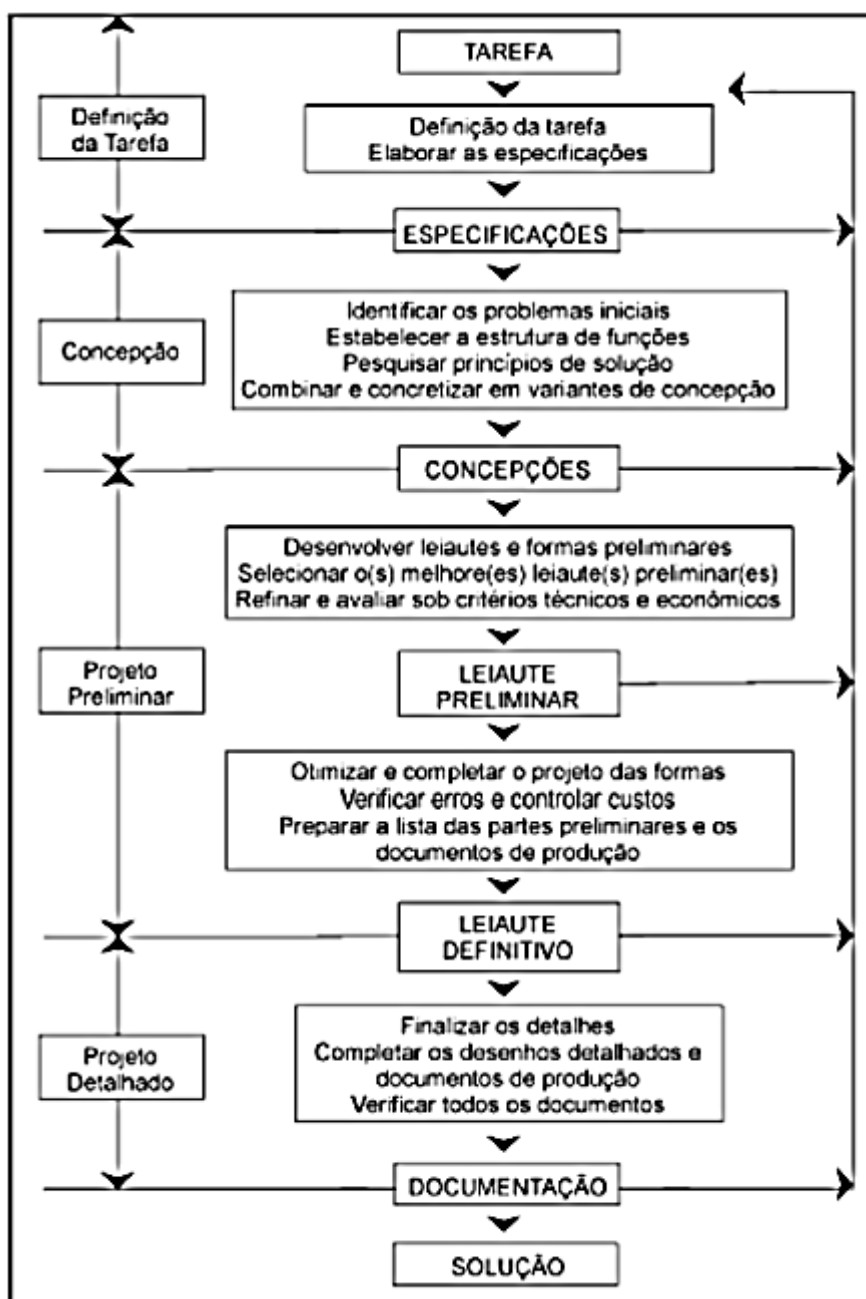 TAREFA
Definição
da Tarefa
Definição da tarefa
Elaborar as especificações
ESPECIFICAÇÕES
Concepção
Identificar os problemas iniciais
Estabelecer a estrutura de funções
Pesquisar princípios de solução
Combinar e concretizar em variantes de concepção
CONCEPÇÕES
Desenvolver leiautes e formas preliminares
Selecionar o(s) melhore(es) leiaute(s) preliminar(es)
Refinar e avaliar sob critérios técnicos e econômicos
Projeto
Preliminar
LEIAUTE
PRELIMINAR
Otimizar e completar o projeto das formas
Verificar erros e controlar custos
Preparar a lista das partes preliminares e os
documentos de produção
LEIAUTE
DEFINITIVO
Projeto
Detalhado
Finalizar os detalhes
Completar os desenhos detalhados e
documentos de produção
Verificar todos os documentos
DOCUMENTAÇÃO
SOLUÇÃO